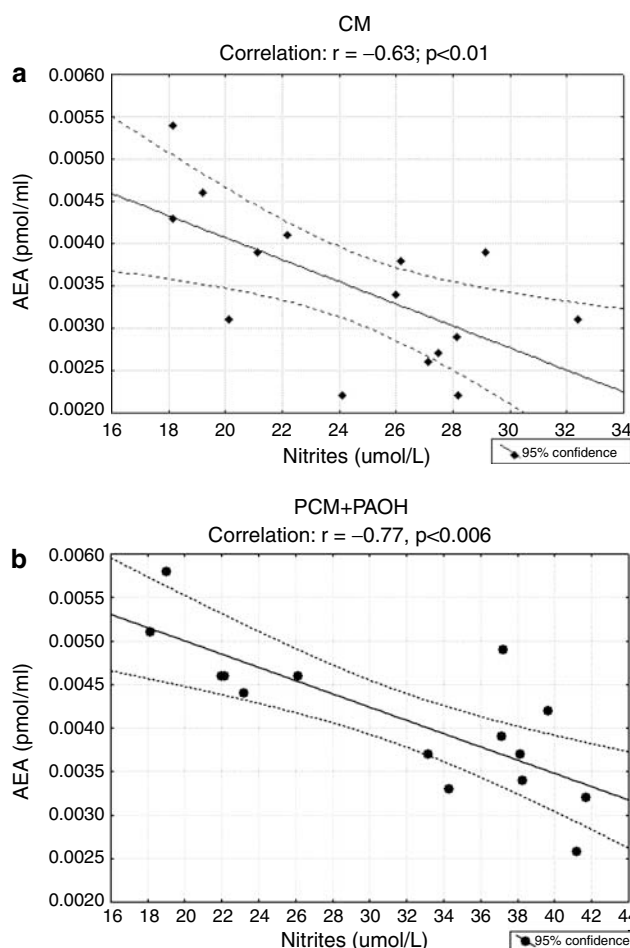 CM
Correlation: r = −0.63; p<0.01
a
0.0060
0.0055
0.0050
0.0045
0.0040
0.0035
0.0030
0.0025
0.0020
AEA (pmol/ml)
16 18 20 22 24 26 28 30 32 34
Nitrites (umol/L)
95% confidence
PCM+PAOH
Correlation: r = −0.77, p<0.006
b
0.0060
0.0055
0.0050
0.0045
0.0040
0.0035
0.0030
0.0025
0.0020
AEA (pmol/ml)
16 18 20 22 24 26 28 30 32 34 36 38 40 42 44
Nitrites (umol/L)
95% confidence